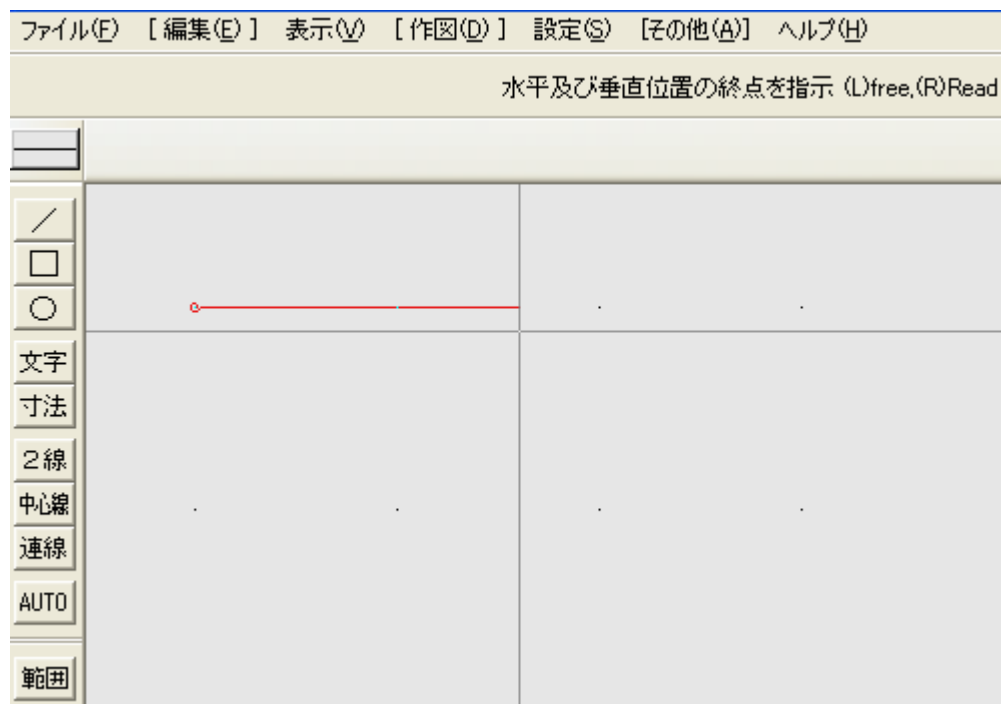 ファイル(F) [編集(E)] 表示(V) [作図(D)] 設定(S) [その他(A)] ヘルプ(H)
水平及び垂直位置の終点を指示 (L)free,(R)Read
文字
寸法
2線
中心線
連線
AUTO
範囲